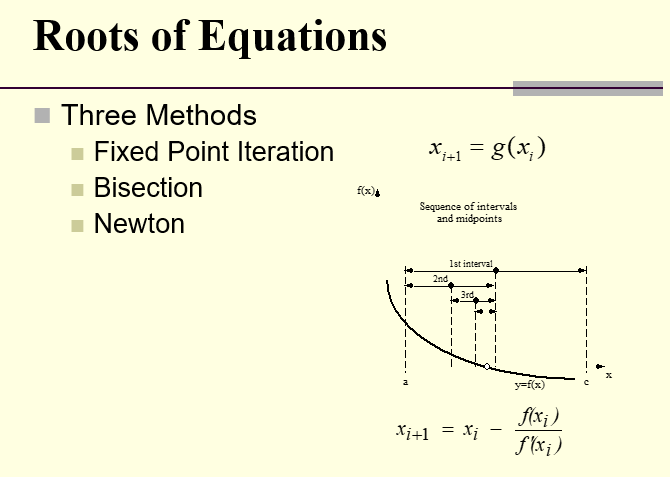 Roots of Equations
Three Methods
Fixed Point Iteration
Bisection
Newton
x_{i+1} = g(x_i)
f(x)
Sequence of intervals
and midpoints
1st interval
2nd
3rd
a
y=f(x)
c
x
x_{i+1} = x_i − f(x_i) / f'(x_i)